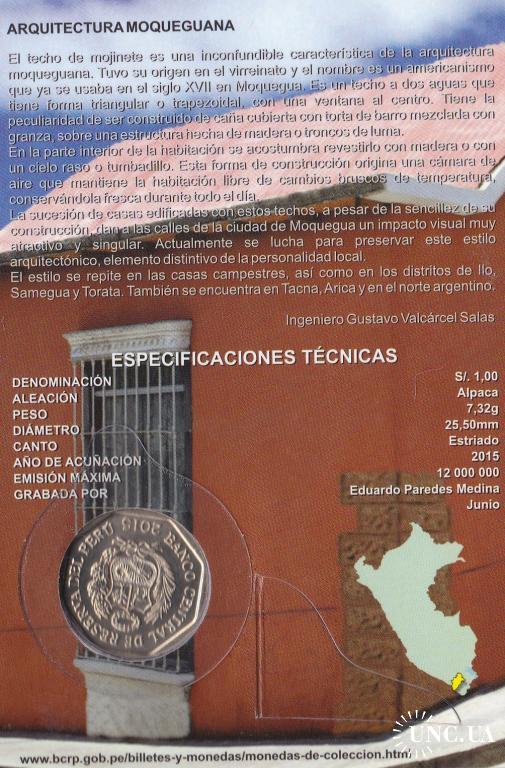 ARQUITECTURA MOQUEGUANA
El techo de mojinete es una inconfundible característica de la arquitectura
moqueguana. Tuvo su origen en el virreinato y el nombre es un americanismo
que ya se usaba en el siglo XVII en Moquegua. Es un techo a dos aguas que
tiene forma triangular o trapezoidal, con una ventana al centro. Tiene la
peculiaridad de ser construido de caña cubierta con torta de barro mezclada con
granza, sobre una estructura hecha de madera o troncos de luma.
En la parte interior de la habitación se acostumbra revestirlo con madera o con
un cielo raso o tumbadillo. Esta forma de construcción origina una cámara de
aire que mantiene la habitación libre de cambios bruscos de temperatura,
conservándola fresca durante todo el día.
La sucesión de casas edificadas con estos techos, a pesar de la sencillez de su
construcción, dan a las calles de la ciudad de Moquegua un impacto visual muy
atractivo y singular. Actualmente se lucha para preservar este estilo
arquitectónico, elemento distintivo de la personalidad local.
El estilo se repite en las casas campestres, así como en los distritos de Ilo,
Samegua y Torata. También se encuentra en Tacna, Arica y en el norte argentino.
Ingeniero Gustavo Valcárcel Salas
ESPECIFICACIONES TÉCNICAS
DENOMINACIÓN S/. 1,00
ALEACIÓN Alpaca
PESO 7,32g
DIÁMETRO 25,50mm
CANTO Estriado
AÑO DE ACUÑACIÓN 2015
EMISIÓN MÁXIMA 12 000 000
GRABADA POR Eduardo Paredes Medina
Junio
BANCO CENTRAL DE RESERVA DEL PERÚ 2015
UNC.UA
www.bcrp.gob.pe/billetes-y-monedas/monedas-de-coleccion.html